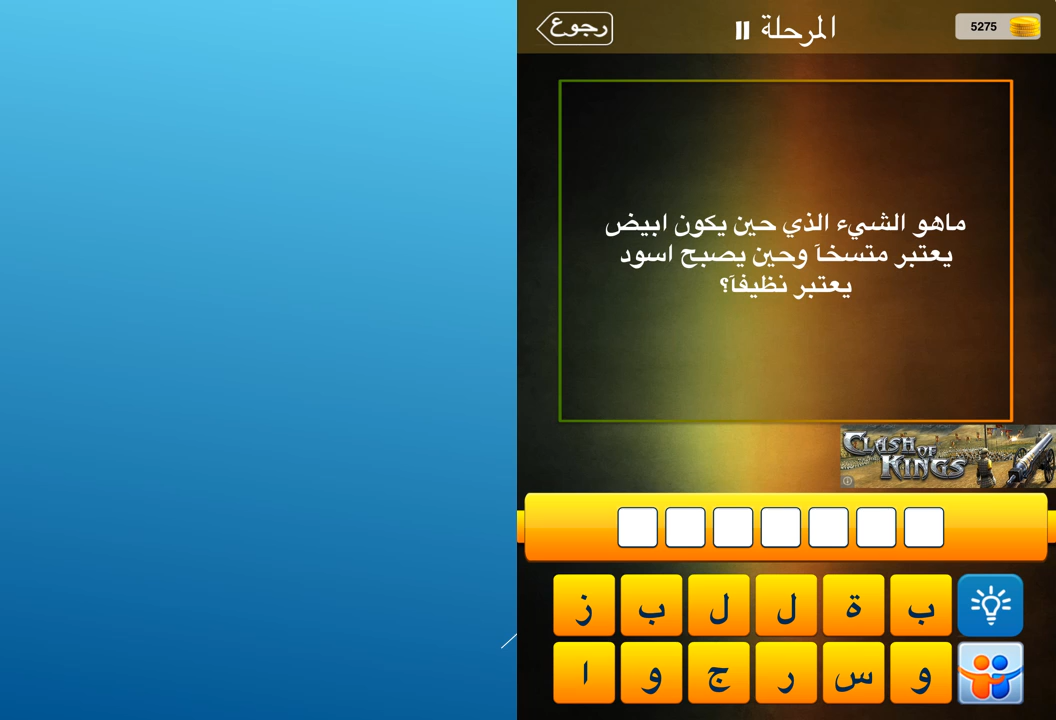 رجوع
المرحلة 11
5275
ماهو الشيء الذي حين يكون ابيض
يعتبر متسخاَ وحين يصبح اسود
يعتبر نظيفاَ؟
CLASH OF
KINGS
ب ة ل ل ب ز
و س ر ج و ا